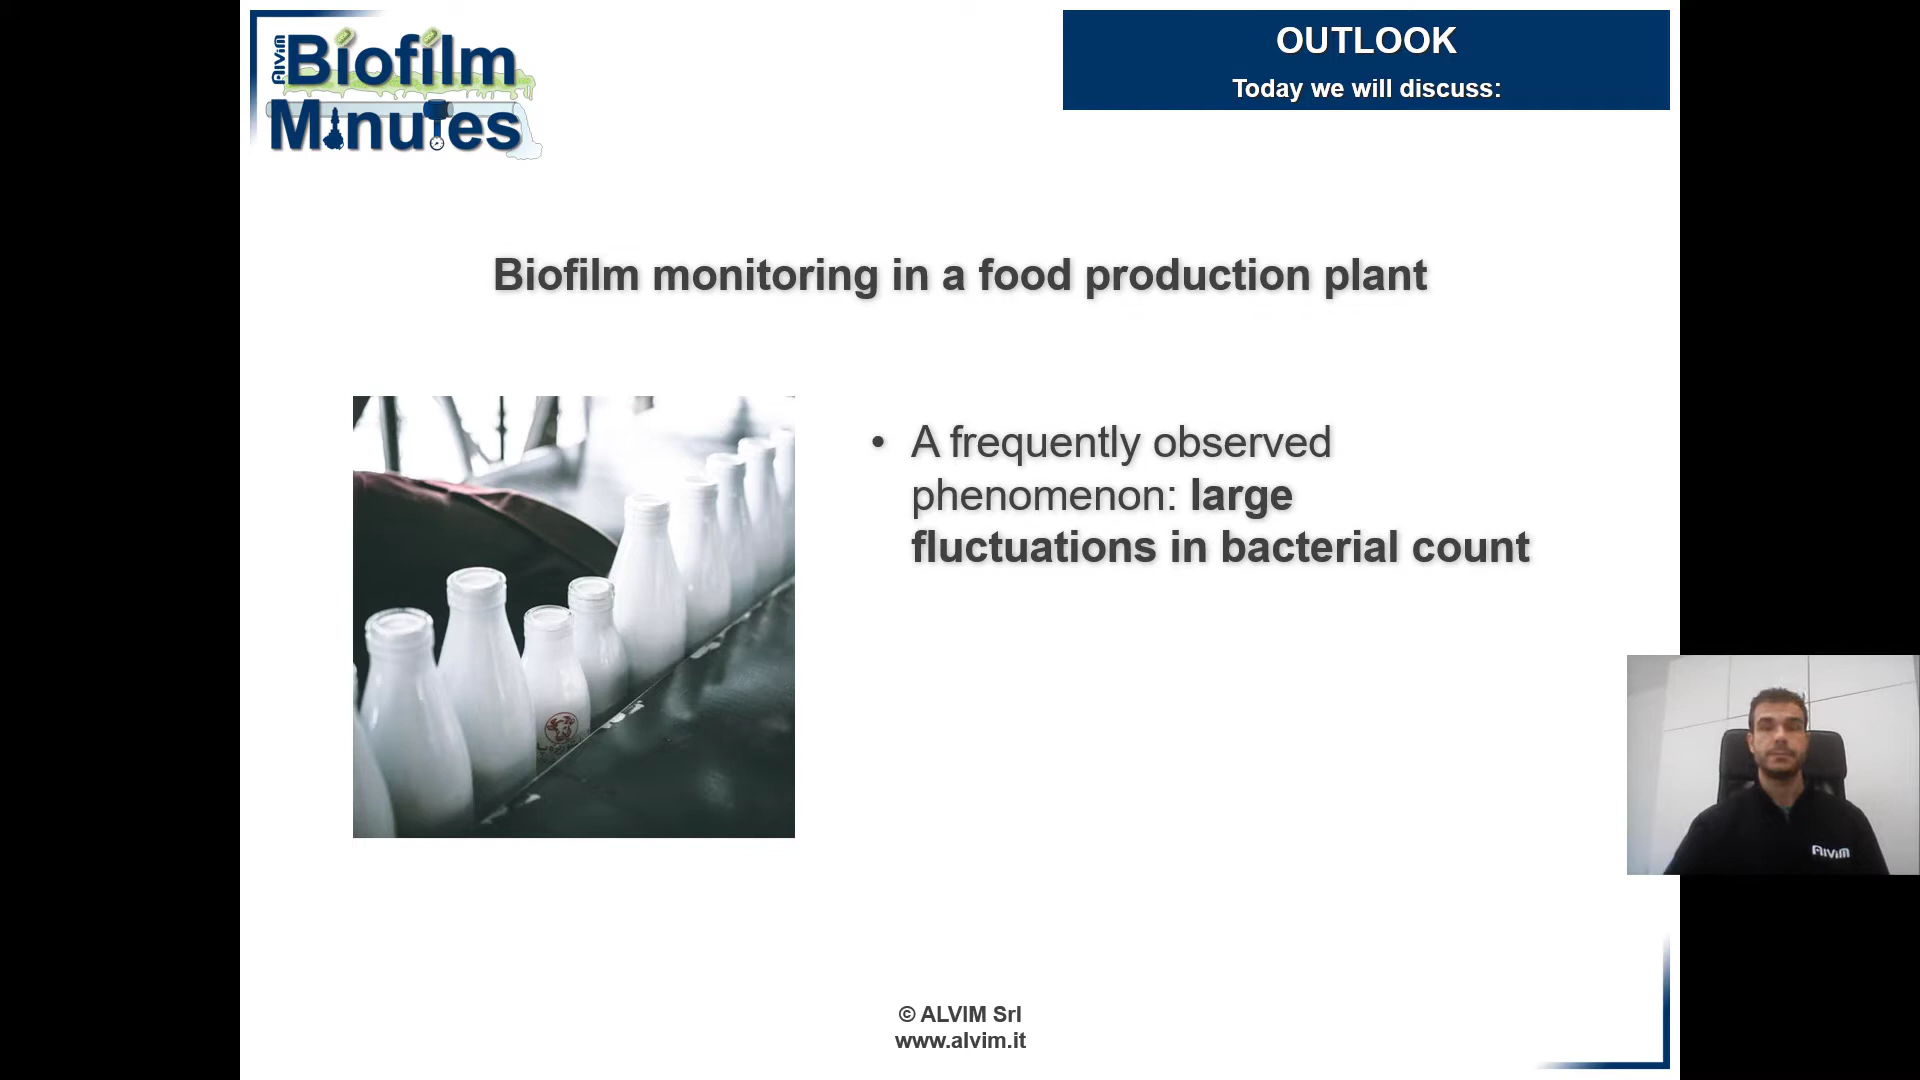 ALVIM
Biofilm
Minutes
OUTLOOK
Today we will discuss:
Biofilm monitoring in a food production plant
• A frequently observed
phenomenon: large
fluctuations in bacterial count
ALVIM
© ALVIM Srl
www.alvim.it